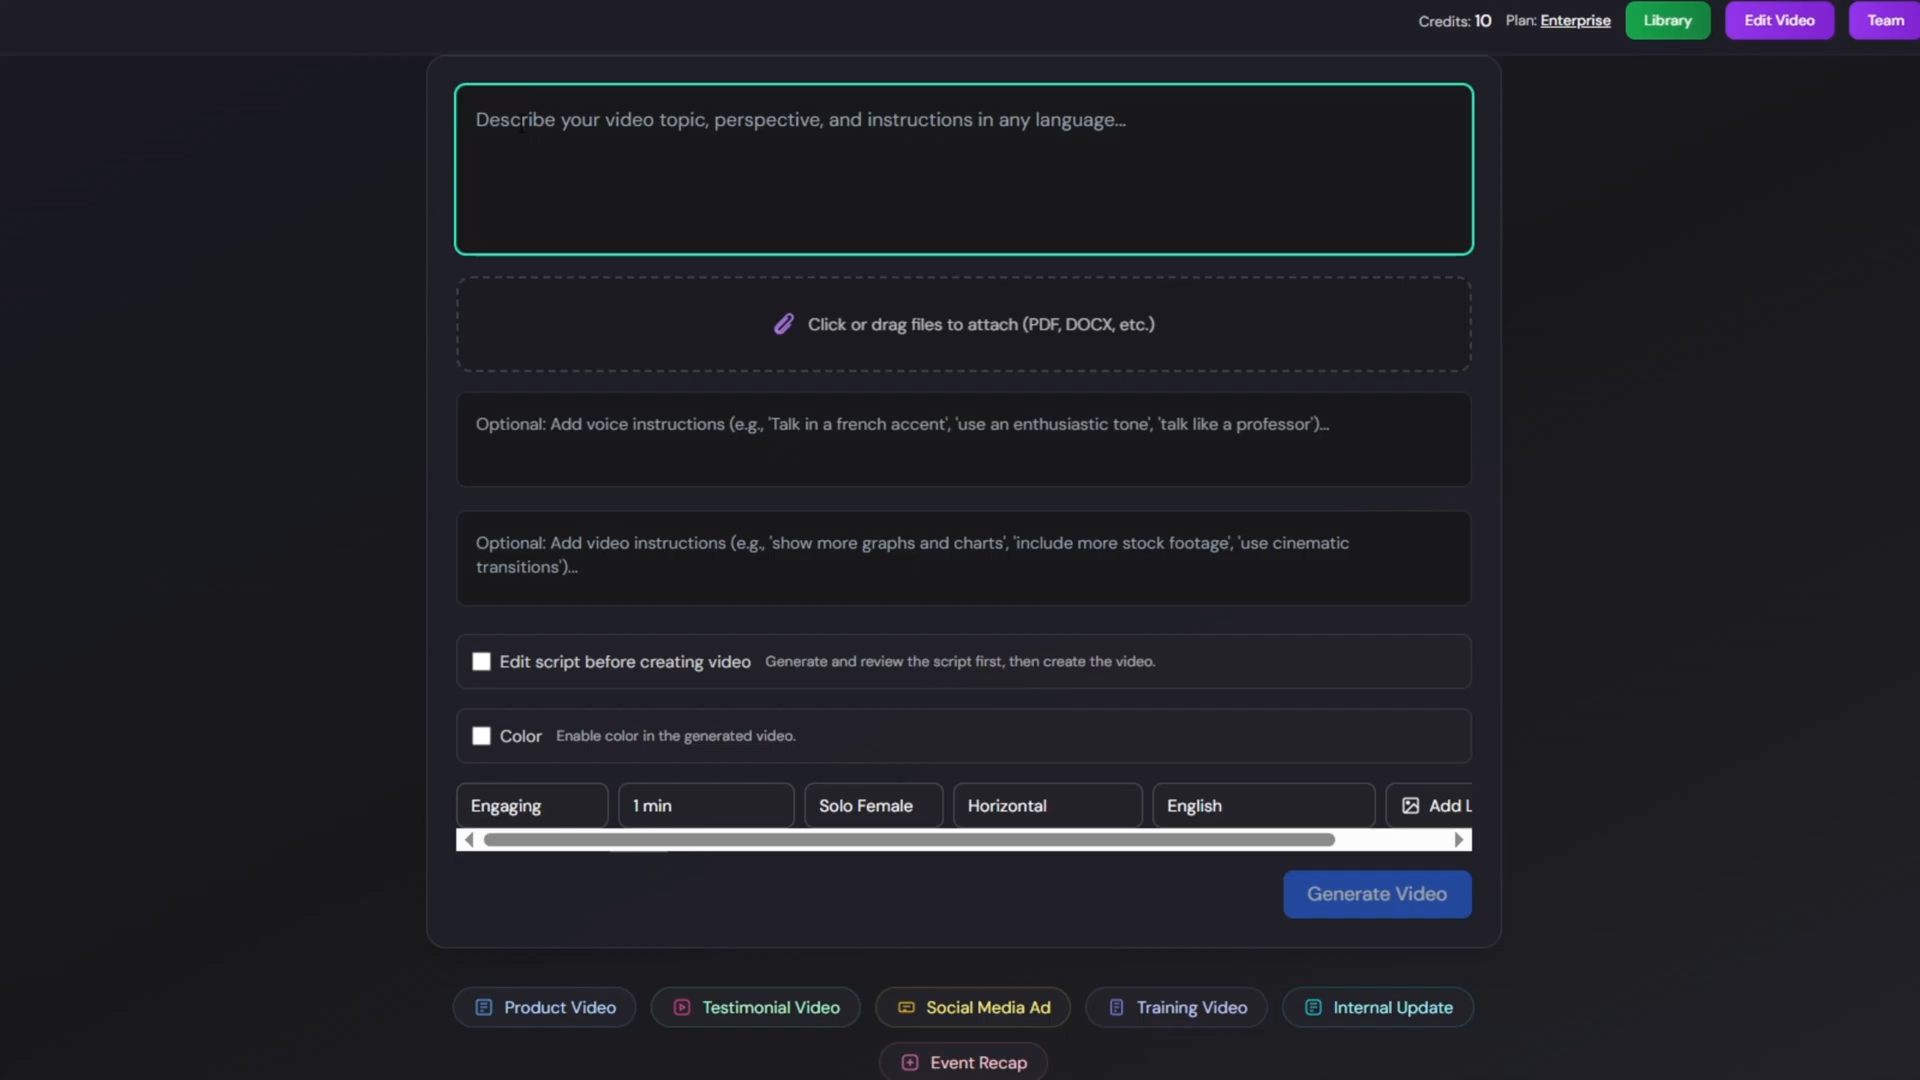 Credits: 10 Plan: Enterprise Library Edit Video Team
Describe your video topic, perspective, and instructions in any language...
Click or drag files to attach (PDF, DOCX, etc.)
Optional: Add voice instructions (e.g., 'Talk in a french accent', 'use an enthusiastic tone', 'talk like a professor')...
Optional: Add video instructions (e.g., 'show more graphs and charts', 'include more stock footage', 'use cinematic
transitions')...
Edit script before creating video Generate and review the script first, then create the video.
Color Enable color in the generated video.
Engaging 1 min Solo Female Horizontal English Add L
Generate Video
Product Video Testimonial Video Social Media Ad Training Video Internal Update
Event Recap